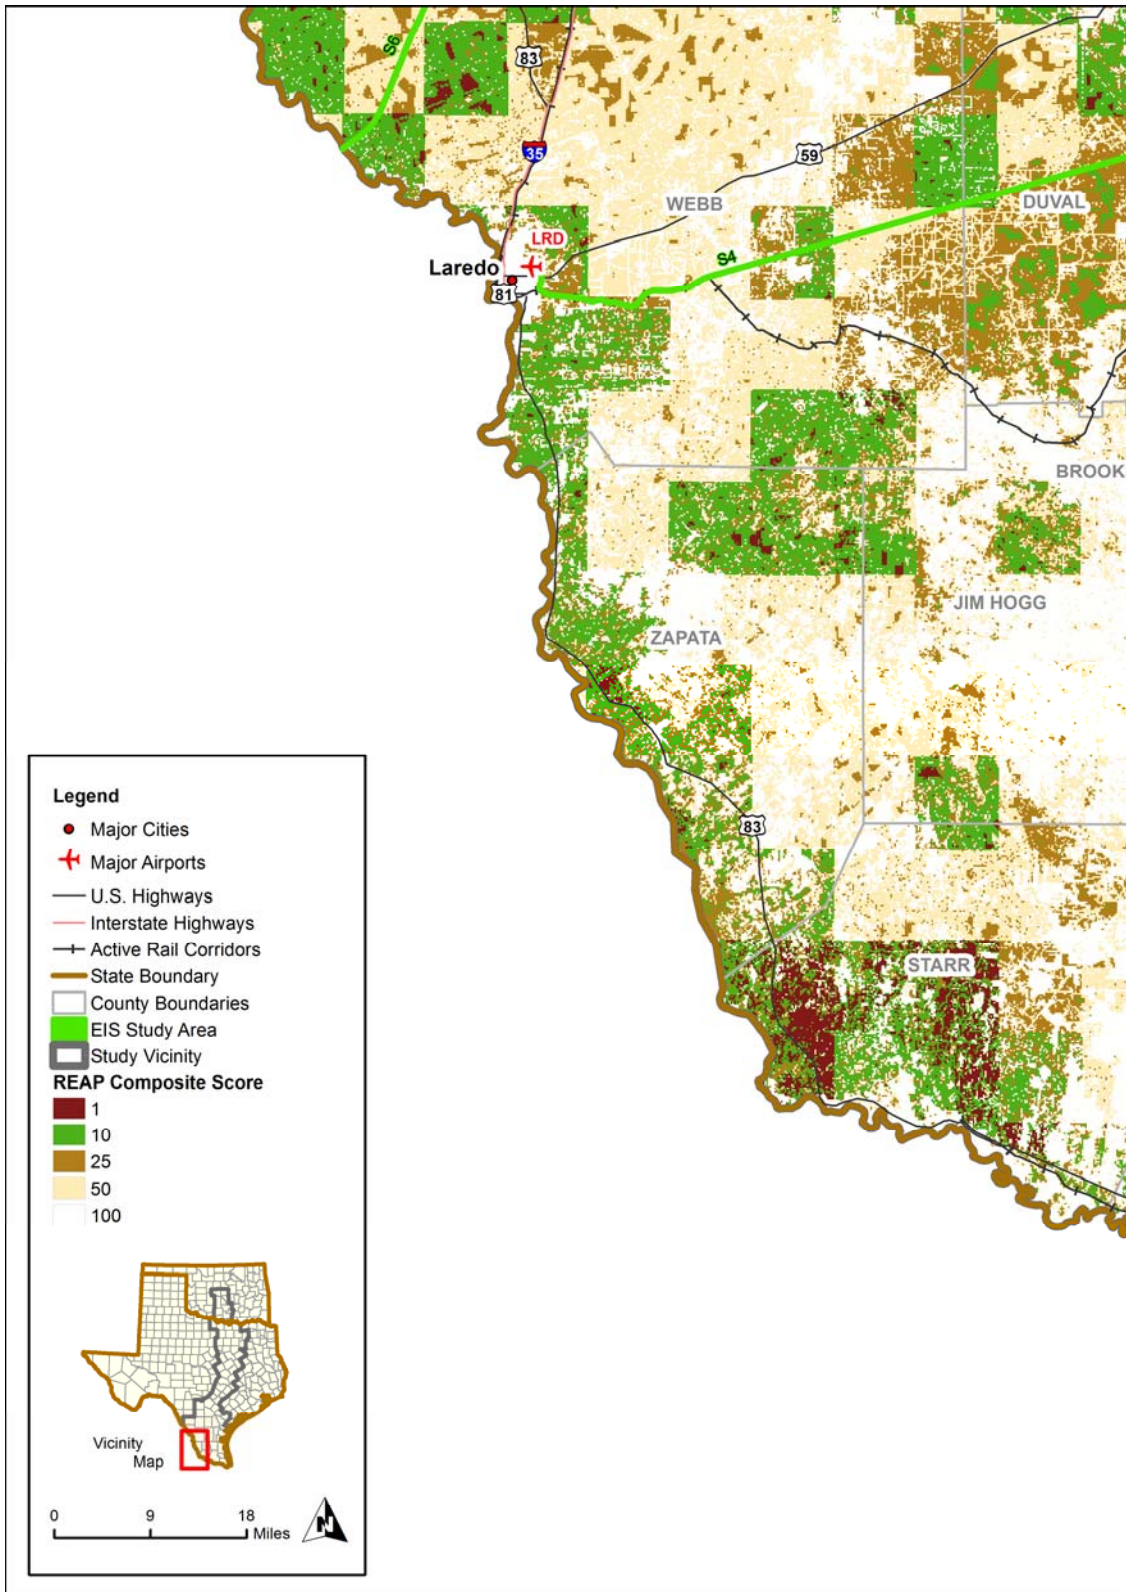 S6
83
35
59
WEBB
DUVAL
LRD
S4
Laredo
81
BROOK
JIM HOGG
ZAPATA
83
STARR
Legend
Major Cities
Major Airports
U.S. Highways
Interstate Highways
Active Rail Corridors
State Boundary
County Boundaries
EIS Study Area
Study Vicinity
REAP Composite Score
1
10
25
50
100
Vicinity
Map
0 9 18
Miles
N